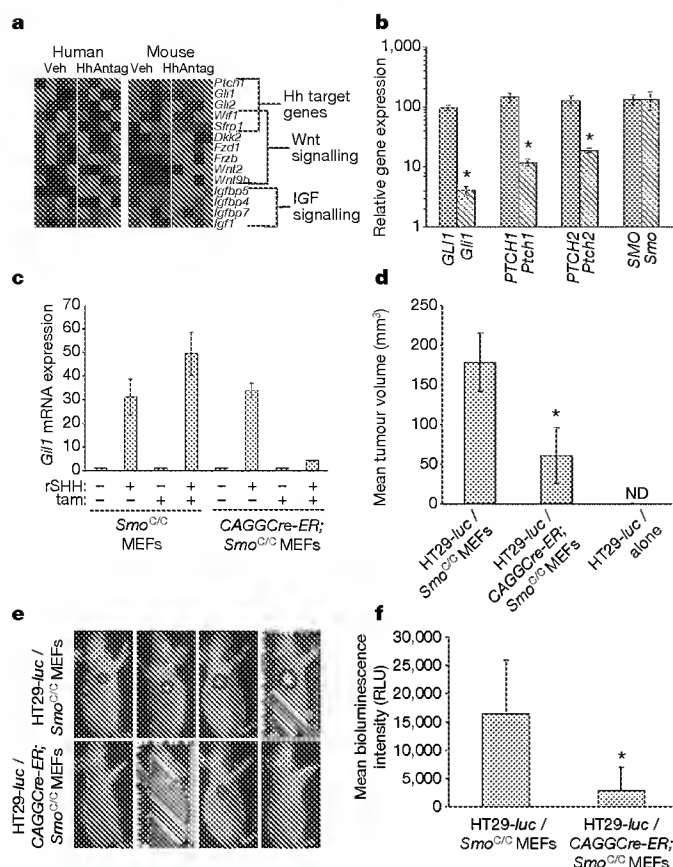 a
Human Mouse
Veh HhAntag Veh HhAntag
Ptch1
Gli1
Gli2
Wif1
Sfrp1
Dkk2
Fzd1
Frzb
Wnt2
Wnt9b
Igfbp5
Igfbp4
Igfbp7
Igf1
Hh target
genes
Wnt
signalling
IGF
signalling
b
Relative gene expression
1,000
100
10
1
* * *
GLI1 Gli1 PTCH1 Ptch1 PTCH2 Ptch2 SMO Smo
c
Gil1 mRNA expression
70
60
50
40
30
20
10
0
rSHH: – + – + – + – +
tam: – – + + – – + +
Smo^C/C MEFs
CAGGCre-ER;
Smo^C/C MEFs
d
Mean tumour volume (mm³)
250
200
150
100
50
0
*
ND
HT29-luc /
Smo^C/C MEFs
HT29-luc /
CAGGCre-ER;
Smo^C/C MEFs
HT29-luc /
alone
e
HT29-luc /
Smo^C/C MEFs
HT29-luc /
CAGGCre-ER;
Smo^C/C MEFs
f
Mean bioluminescence
intensity (RLU)
30,000
25,000
20,000
15,000
10,000
5,000
0
*
HT29-luc /
Smo^C/C MEFs
HT29-luc /
CAGGCre-ER;
Smo^C/C MEFs